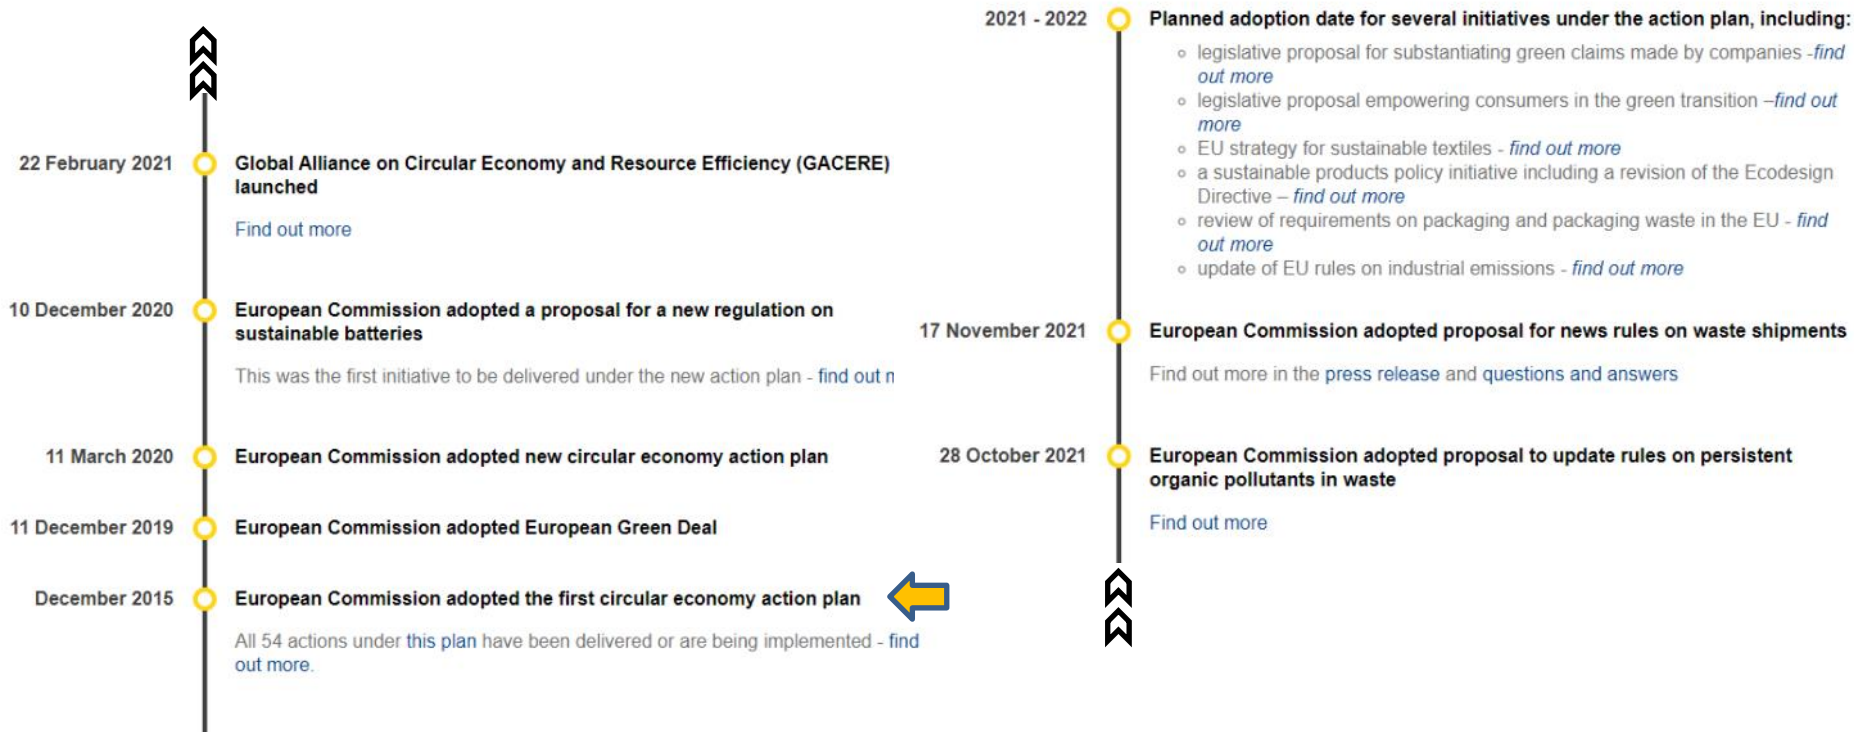 22 February 2021
Global Alliance on Circular Economy and Resource Efficiency (GACERE)
launched
Find out more
10 December 2020
European Commission adopted a proposal for a new regulation on
sustainable batteries
This was the first initiative to be delivered under the new action plan - find out
11 March 2020
European Commission adopted new circular economy action plan
11 December 2019
European Commission adopted European Green Deal
December 2015
European Commission adopted the first circular economy action plan
All 54 actions under this plan have been delivered or are being implemented - find
out more.
2021 - 2022
Planned adoption date for several initiatives under the action plan, including:
legislative proposal for substantiating green claims made by companies -find
out more
legislative proposal empowering consumers in the green transition –find out
more
EU strategy for sustainable textiles - find out more
a sustainable products policy initiative including a revision of the Ecodesign
Directive – find out more
review of requirements on packaging and packaging waste in the EU - find
out more
update of EU rules on industrial emissions - find out more
17 November 2021
European Commission adopted proposal for news rules on waste shipments
Find out more in the press release and questions and answers
28 October 2021
European Commission adopted proposal to update rules on persistent
organic pollutants in waste
Find out more